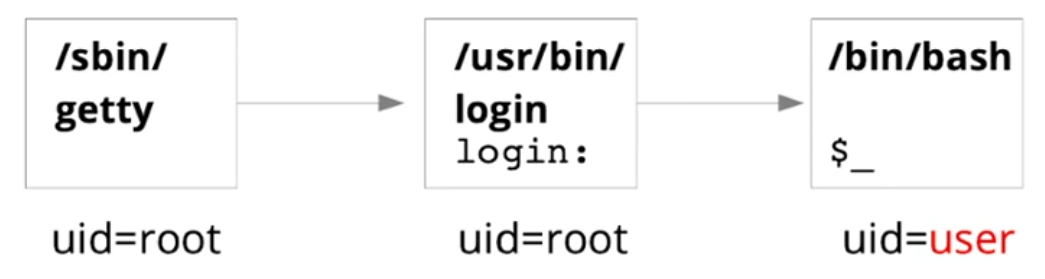 /sbin/
getty
/usr/bin/
login
login:
/bin/bash
$_
uid=root
uid=root
uid=user